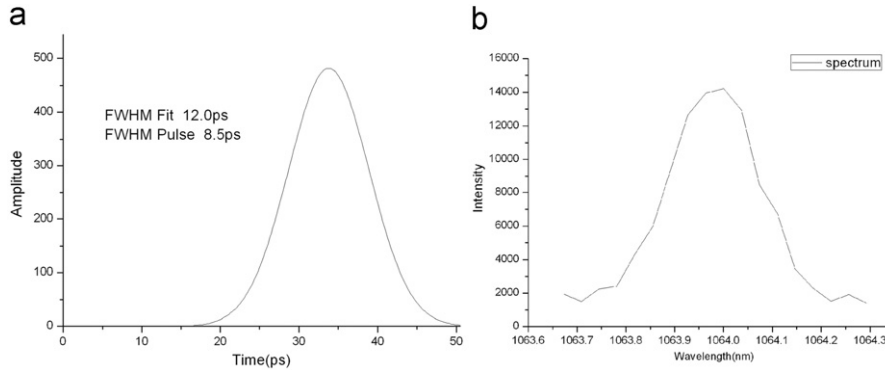 a
500
400
300
200
100
0
Amplitude
FWHM Fit 12.0ps
FWHM Pulse 8.5ps
0 10 20 30 40 50
Time(ps)
b
16000
14000
12000
10000
8000
6000
4000
2000
0
Intensity
spectrum
1063.6 1063.7 1063.8 1063.9 1064.0 1064.1 1064.2 1064.3
Wavelength(nm)